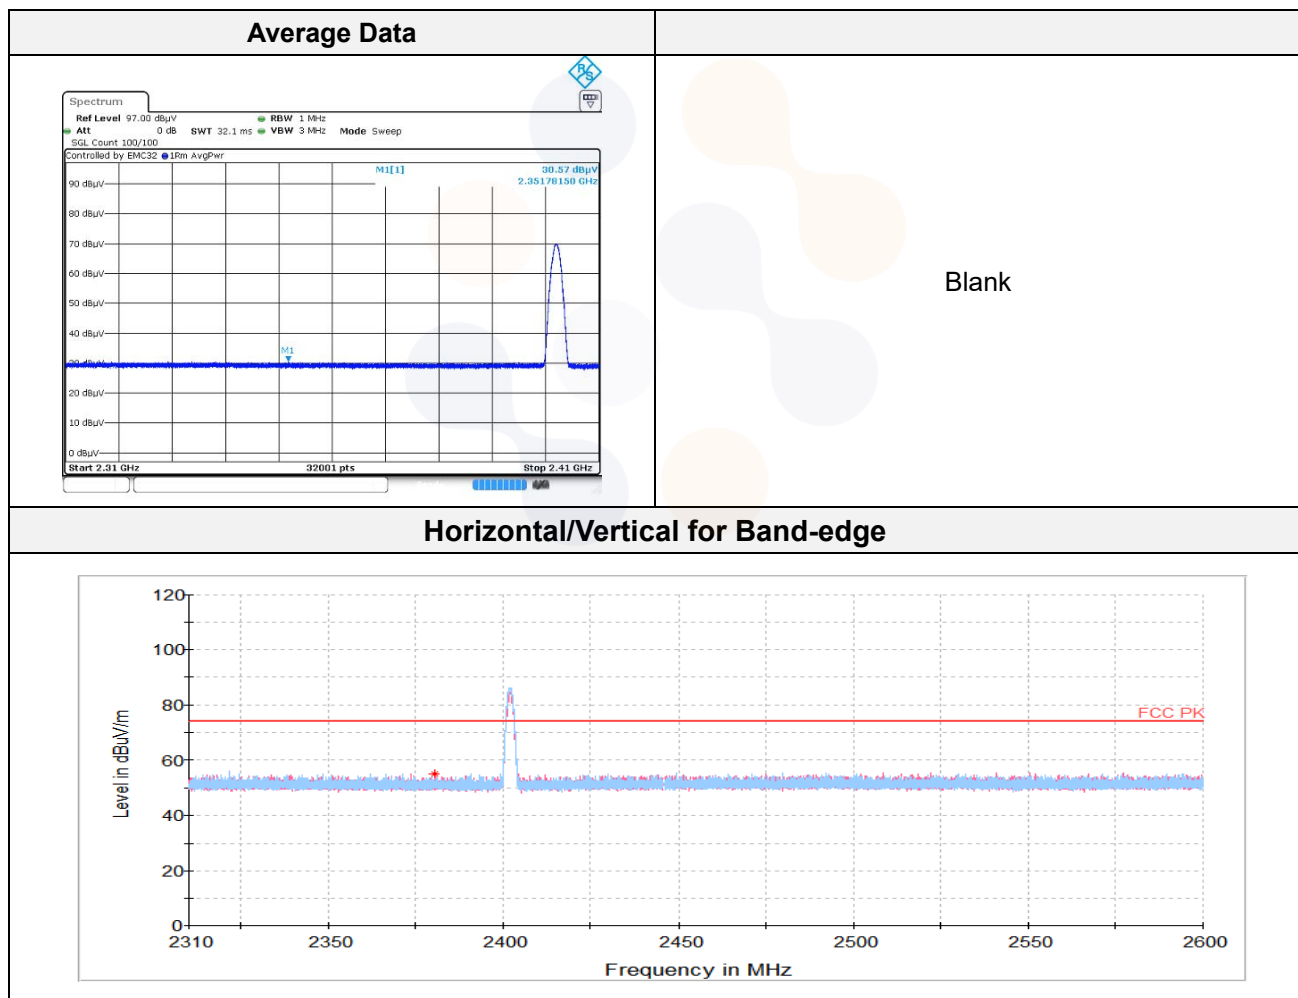 Average Data
R S
Spectrum
Ref Level 97.00 dBµV RBW 1 MHz
Att 0 dB SWT 32.1 ms VBW 3 MHz Mode Sweep
SGL Count 100/100
Controlled by EMC32 1Rm AvgPwr
M1[1] 30.57 dBµV
2.35178150 GHz
90 dBµV
80 dBµV
70 dBµV
60 dBµV
50 dBµV
40 dBµV
M1
20 dBµV
10 dBµV
0 dBµV
Start 2.31 GHz 32001 pts Stop 2.41 GHz
Blank
Horizontal/Vertical for Band-edge
120
100
80
FCC PK
60
40
20
0
Level in dBuV/m
2310 2350 2400 2450 2500 2550 2600
Frequency in MHz